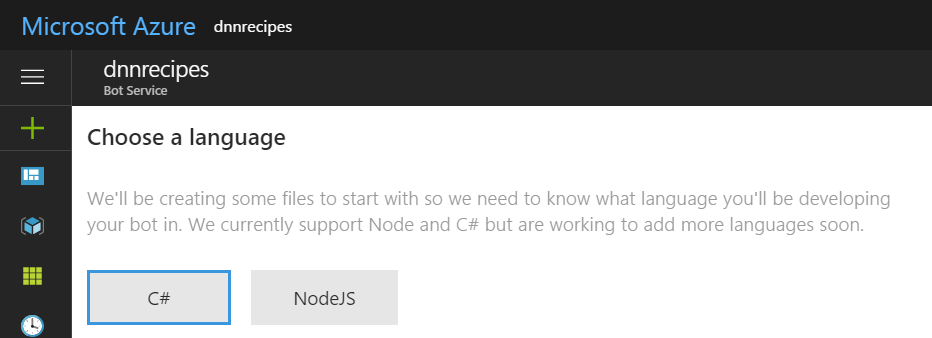 Microsoft Azure dnnrecipes
dnnrecipes
Bot Service
Choose a language
We'll be creating some files to start with so we need to know what language you'll be developing
your bot in. We currently support Node and C# but are working to add more languages soon.
C# NodeJS